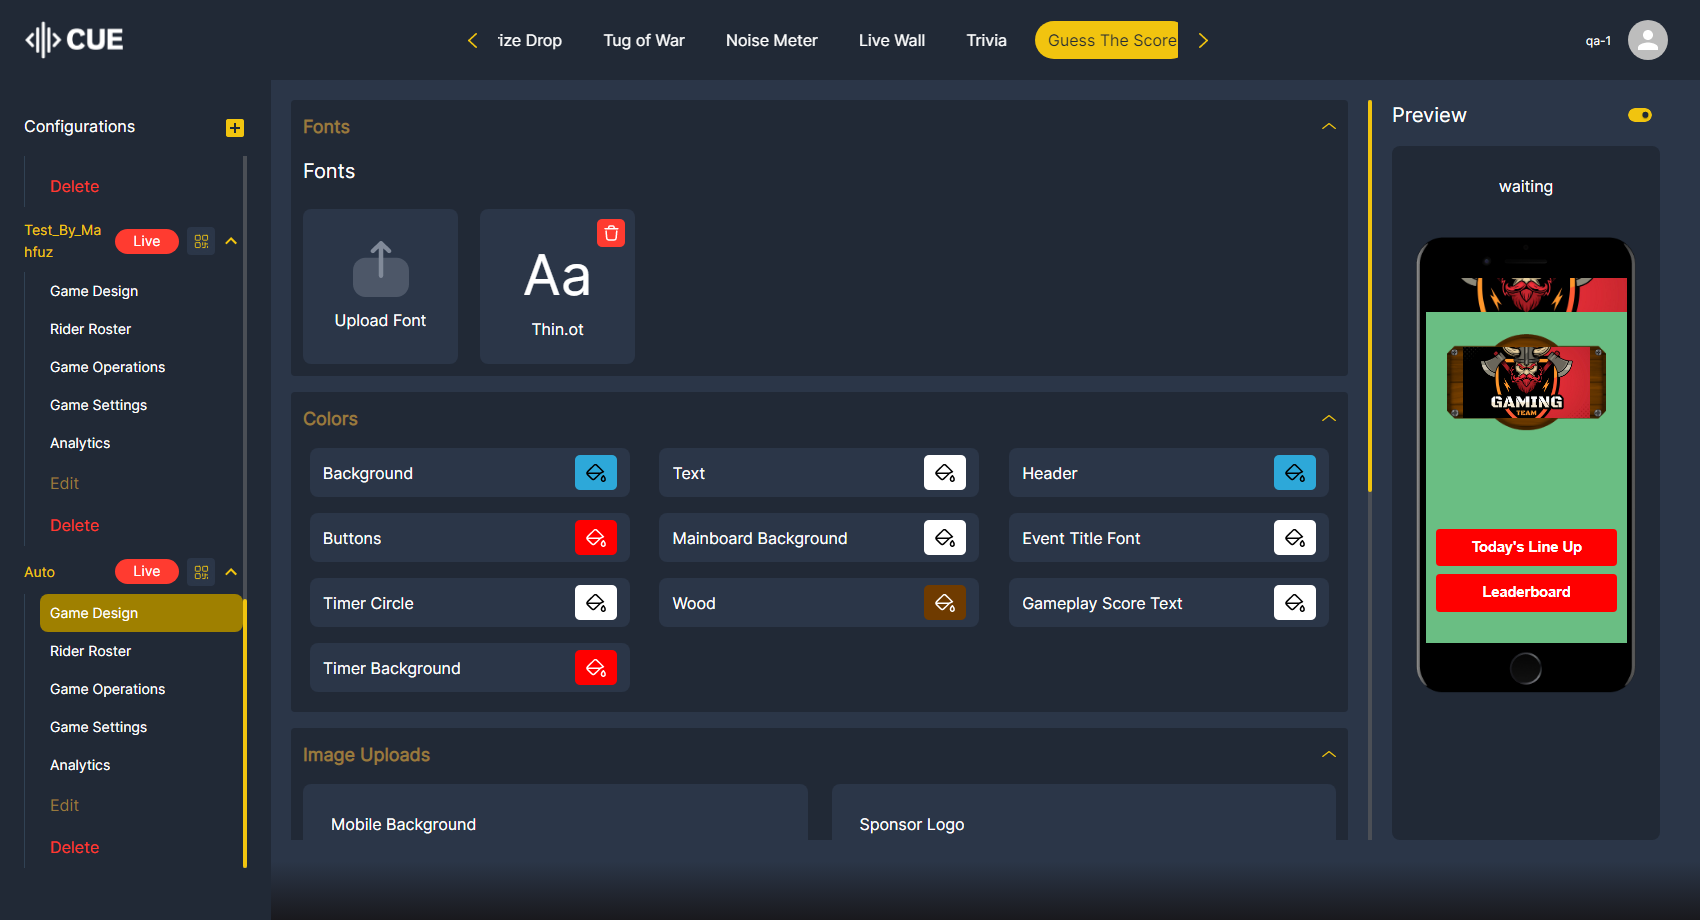 CUE
ize Drop
Tug of War
Noise Meter
Live Wall
Trivia
Guess The Score
qa-1
Configurations
Delete
Test_By_Ma
hfuz
Live
Game Design
Rider Roster
Game Operations
Game Settings
Analytics
Edit
Delete
Auto
Live
Game Design
Rider Roster
Game Operations
Game Settings
Analytics
Edit
Delete
Fonts
Fonts
Upload Font
Aa
Thin.ot
Colors
Background
Text
Header
Buttons
Mainboard Background
Event Title Font
Timer Circle
Wood
Gameplay Score Text
Timer Background
Image Uploads
Mobile Background
Sponsor Logo
Preview
waiting
GAMING
TEAM
Today's Line Up
Leaderboard